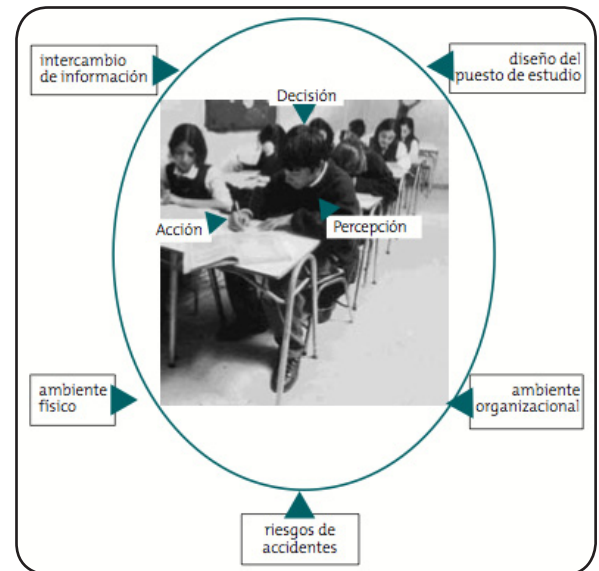 intercambio
de información
diseño del
puesto de estudio
Decisión
Acción
Percepción
ambiente
físico
ambiente
organizacional
riesgos de
accidentes